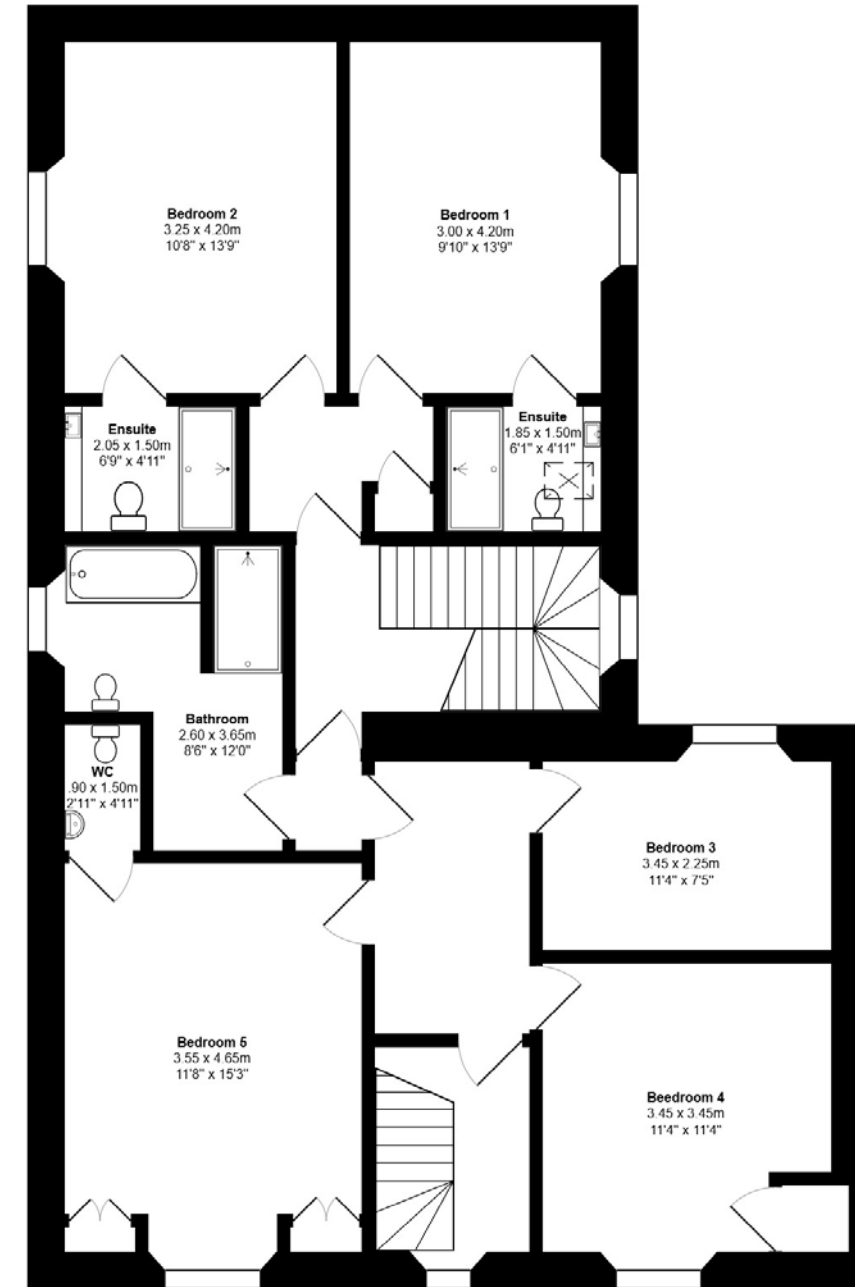 Bedroom 2
3.25 x 4.20m
10'8" x 13'9"
Bedroom 1
3.00 x 4.20m
9'10" x 13'9"
Ensuite
2.05 x 1.50m
6'9" x 4'11"
Ensuite
1.85 x 1.50m
6'1" x 4'11"
Bathroom
2.60 x 3.65m
8'6" x 12'0"
WC
.90 x 1.50m
2'11" x 4'11"
Bedroom 3
3.45 x 2.25m
11'4" x 7'5"
Bedroom 5
3.55 x 4.65m
11'8" x 15'3"
Beedroom 4
3.45 x 3.45m
11'4" x 11'4"